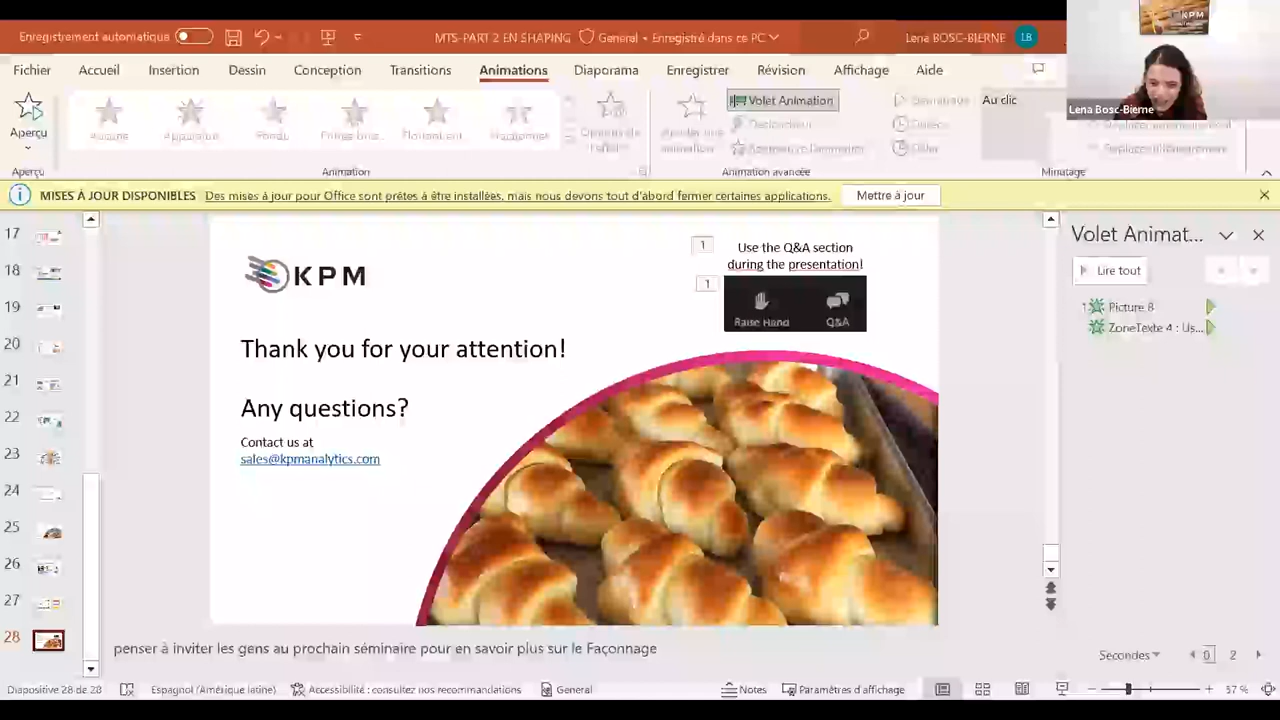 Enregistrement automatique
MTS-PART 2 EN SHAPING
General • Enregistré dans ce PC
Lena BOSC-BIERNE
LB
KPM
Lena Bosc-Bierne
Fichier
Accueil
Insertion
Dessin
Conception
Transitions
Animations
Diaporama
Enregistrer
Révision
Affichage
Aide
Aperçu
Aucune
Apparition
Volet Animation
Au clic
Aperçu
Animation
Animation avancée
Minutage
MISES À JOUR DISPONIBLES Des mises à jour pour Office sont prêtes à être installées, mais nous devons tout d'abord fermer certaines applications.
Mettre à jour
17
18
19
20
21
22
23
24
25
26
27
28
KPM
1
Use the Q&A section
during the presentation!
1
Raise Hand
Q&A
Thank you for your attention!
Any questions?
Contact us at
sales@kpmanalytics.com
Volet Animat...
Lire tout
1
Picture 8
ZoneTexte 4 : Us...
penser à inviter les gens au prochain séminaire pour en savoir plus sur le Façonnage
Secondes
0
2
Diapositive 28 de 28
Espagnol (Amérique latine)
Accessibilité : consultez nos recommandations
General
Notes
Paramètres d'affichage
57 %